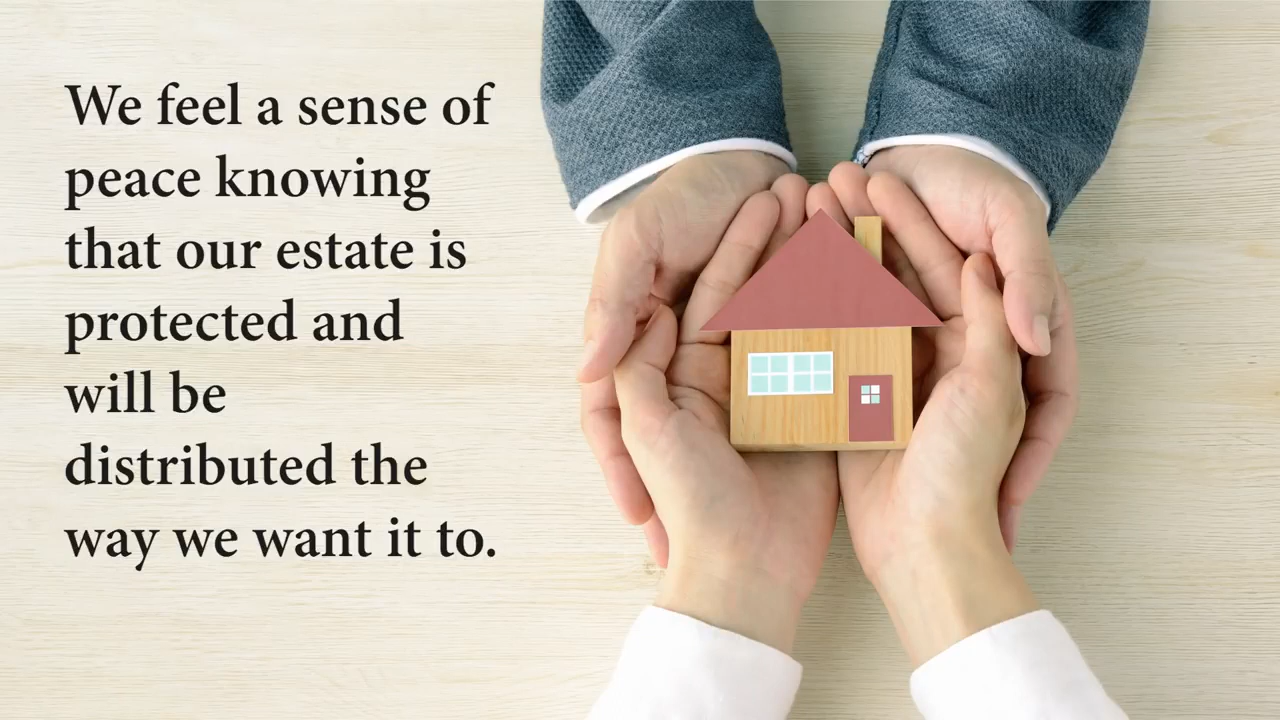 We feel a sense of
peace knowing
that our estate is
protected and
will be
distributed the
way we want it to.